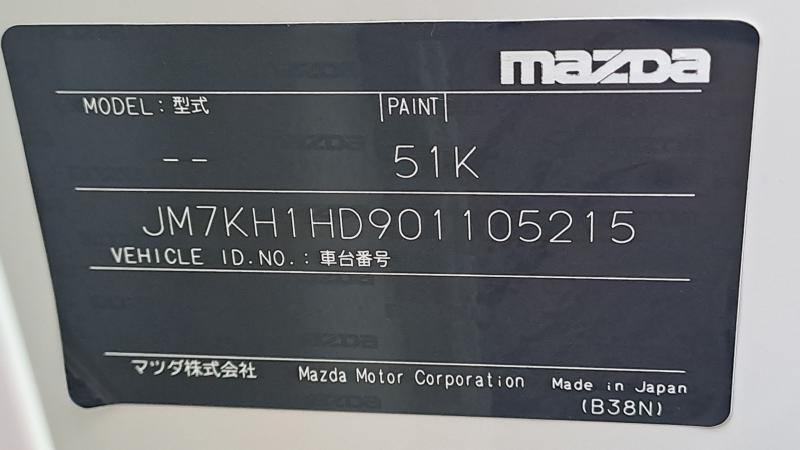 mazda
MODEL: 型式 |PAINT|
-- 51K
JM7KH1HD901105215
VEHICLE ID.NO.: 車台番号
マツダ株式会社 Mazda Motor Corporation Made in Japan
(B38N)